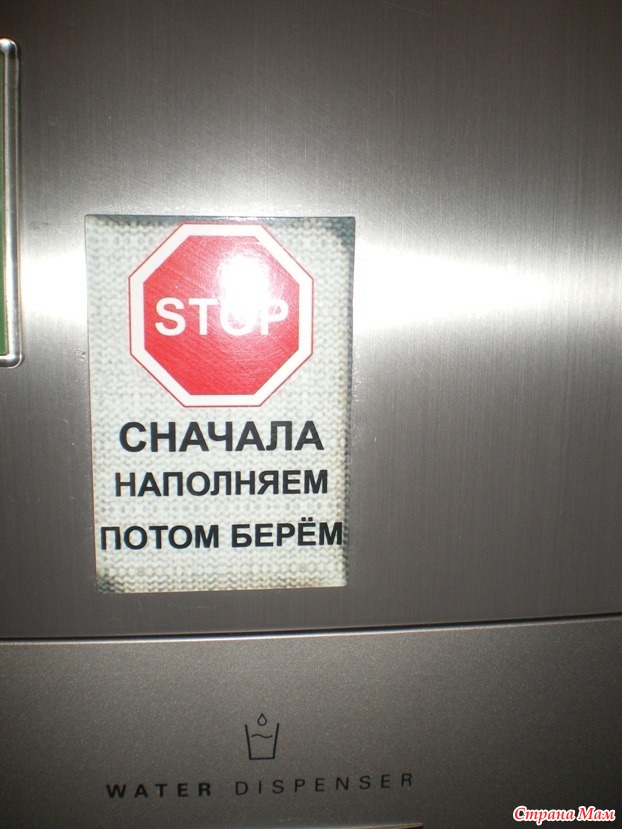 STOP
СНАЧАЛА
НАПОЛНЯЕМ
ПОТОМ БЕРЁМ
WATER DISPENSER
Страна Мам